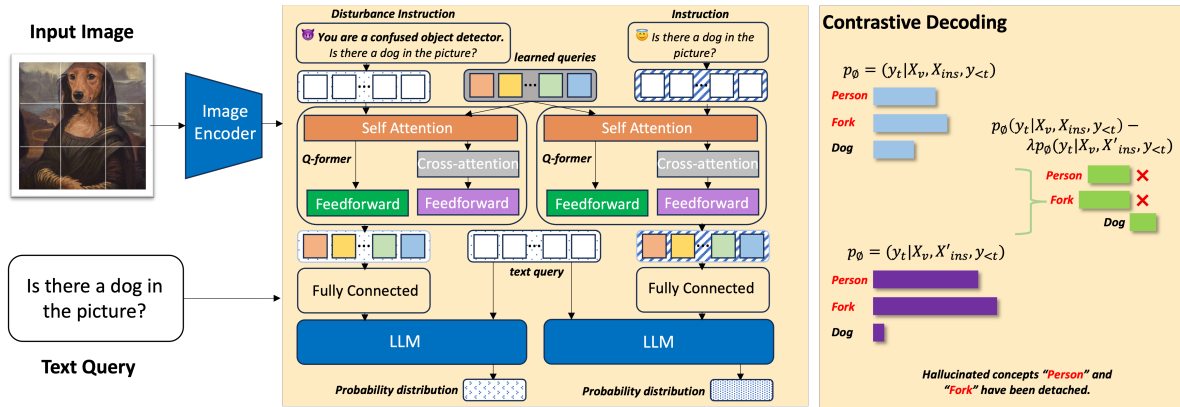 Input Image
Image
Encoder
Is there a dog in
the picture?
Text Query
Disturbance Instruction
😈 You are a confused object detector.
Is there a dog in the picture?
learned queries
Instruction
😇 Is there a dog in the
picture?
Self Attention
Q-former
Cross-attention
Feedforward
Feedforward
Self Attention
Q-former
Cross-attention
Feedforward
Feedforward
text query
Fully Connected
Fully Connected
LLM
LLM
Probability distribution
Probability distribution
Contrastive Decoding
p∅ = (yₜ|Xᵥ, Xᵢₙₛ, y<ₜ)
Person
Fork
Dog
p∅(yₜ|Xᵥ, Xᵢₙₛ, y<ₜ) −
λp∅(yₜ|Xᵥ, X′ᵢₙₛ, y<ₜ)
Person ×
Fork ×
Dog
p∅ = (yₜ|Xᵥ, X′ᵢₙₛ, y<ₜ)
Person
Fork
Dog
Hallucinated concepts “Person” and
“Fork” have been detached.